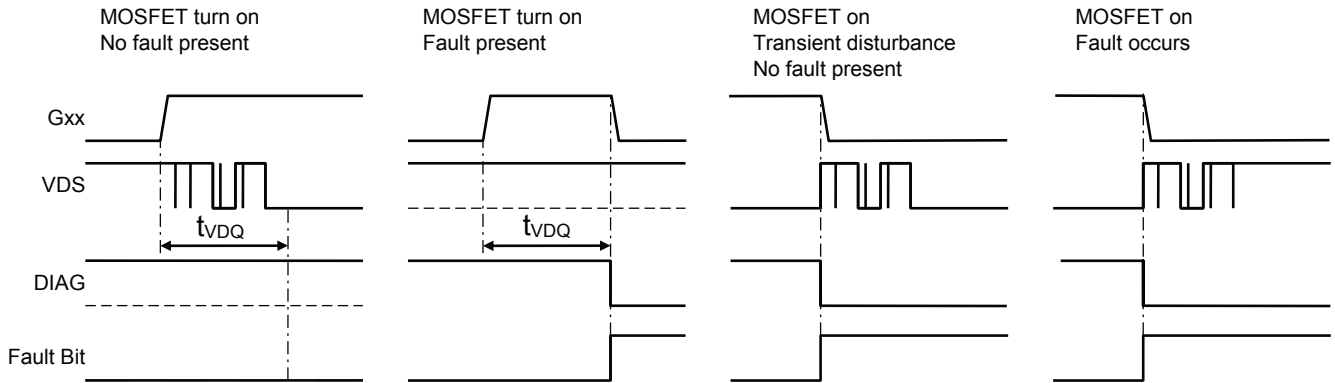 MOSFET turn on
No fault present
MOSFET turn on
Fault present
MOSFET on
Transient disturbance
No fault present
MOSFET on
Fault occurs
Gxx
VDS
tVDQ
tVDQ
DIAG
Fault Bit